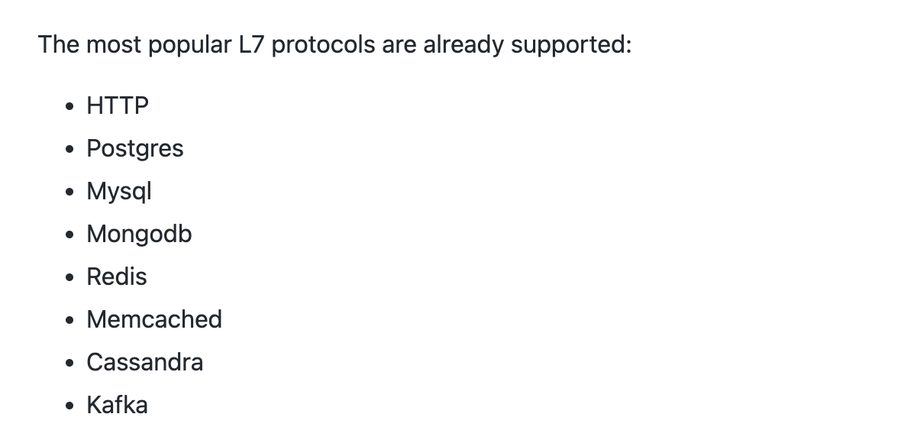 The most popular L7 protocols are already supported:
• HTTP
• Postgres
• Mysql
• Mongodb
• Redis
• Memcached
• Cassandra
• Kafka